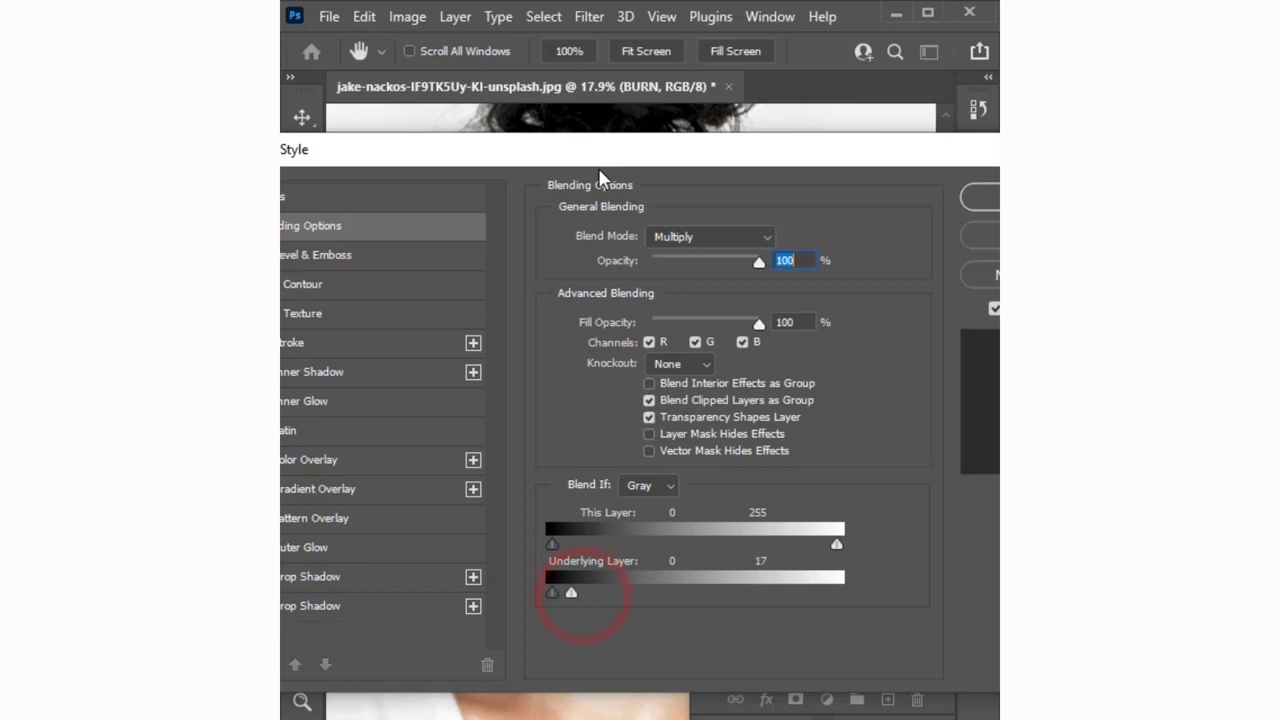 Ps File Edit Image Layer Type Select Filter 3D View Plugins Window Help
Scroll All Windows 100% Fit Screen Fill Screen
jake-nackos-IF9TK5Uy-KI-unsplash.jpg @ 17.9% (BURN, RGB/8) *
Style
s
ding Options
evel & Emboss
Contour
Texture
troke
nner Shadow
nner Glow
atin
olor Overlay
radient Overlay
attern Overlay
uter Glow
rop Shadow
rop Shadow
Blending Options
General Blending
Blend Mode: Multiply
Opacity: 100 %
Advanced Blending
Fill Opacity: 100 %
Channels: R G B
Knockout: None
Blend Interior Effects as Group
Blend Clipped Layers as Group
Transparency Shapes Layer
Layer Mask Hides Effects
Vector Mask Hides Effects
Blend If: Gray
This Layer: 0 255
Underlying Layer: 0 17
N
fx